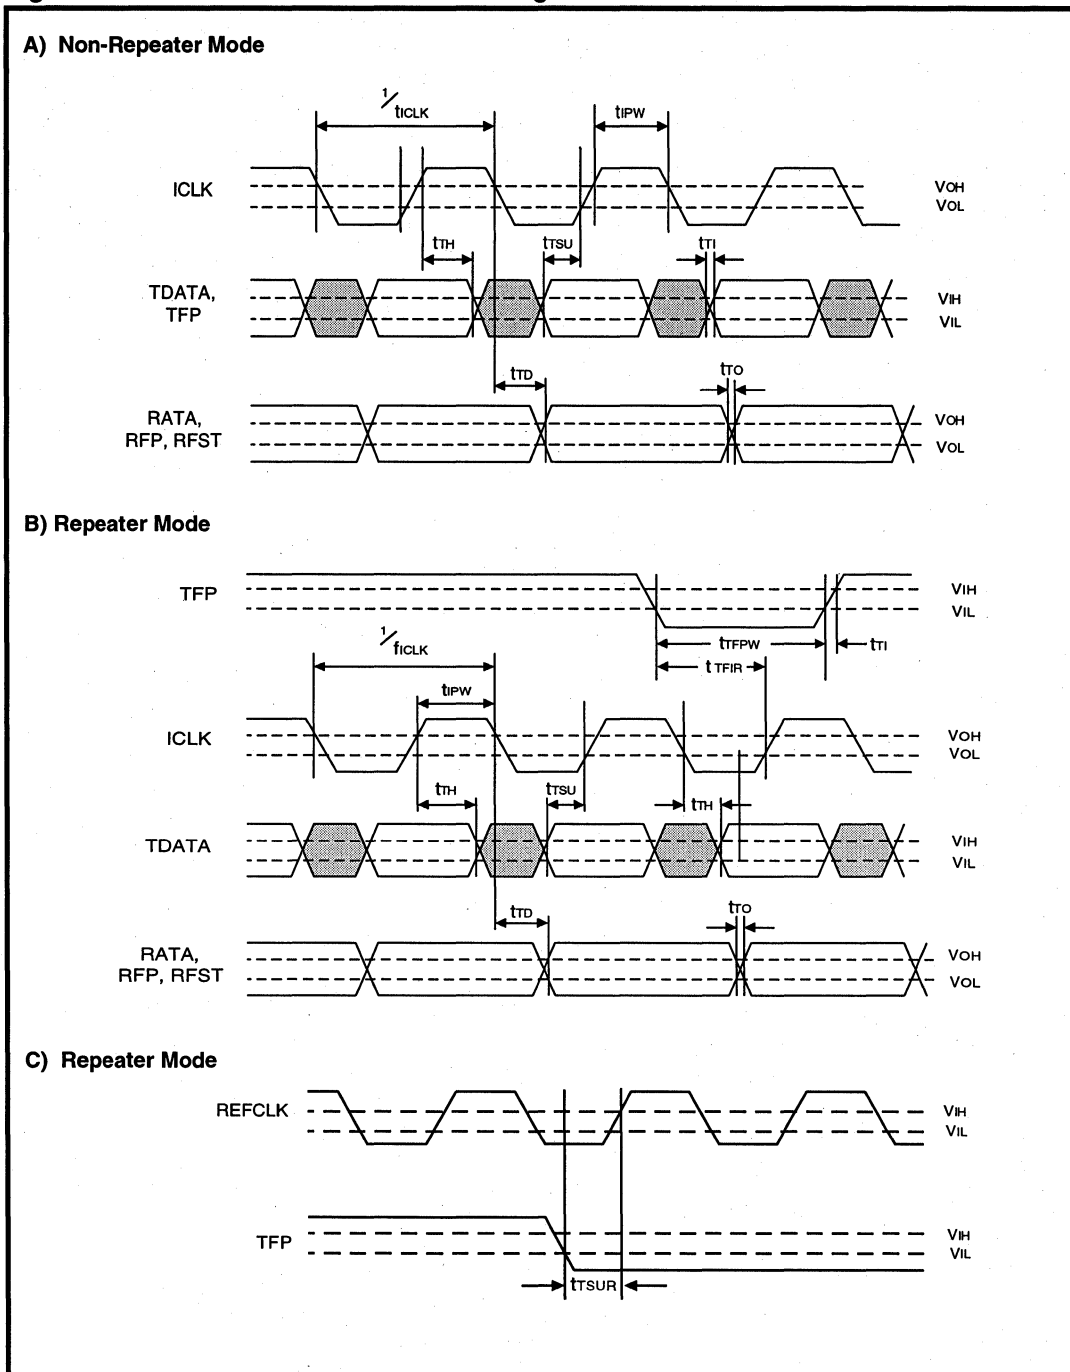 A) Non-Repeater Mode
1/tICLK
tIPW
ICLK
VOH
VOL
tTH
tTSU
tTI
TDATA,
TFP
VIH
VIL
tTD
tTO
RATA,
RFP, RFST
VOH
VOL
B) Repeater Mode
TFP
VIH
VIL
tTFPW
tTI
1/fICLK
tTFIR
tIPW
ICLK
VOH
VOL
tTH
tTSU
tTH
TDATA
VIH
VIL
tTD
tTO
RATA,
RFP, RFST
VOH
VOL
C) Repeater Mode
REFCLK
VIH
VIL
TFP
VIH
VIL
tTSUR